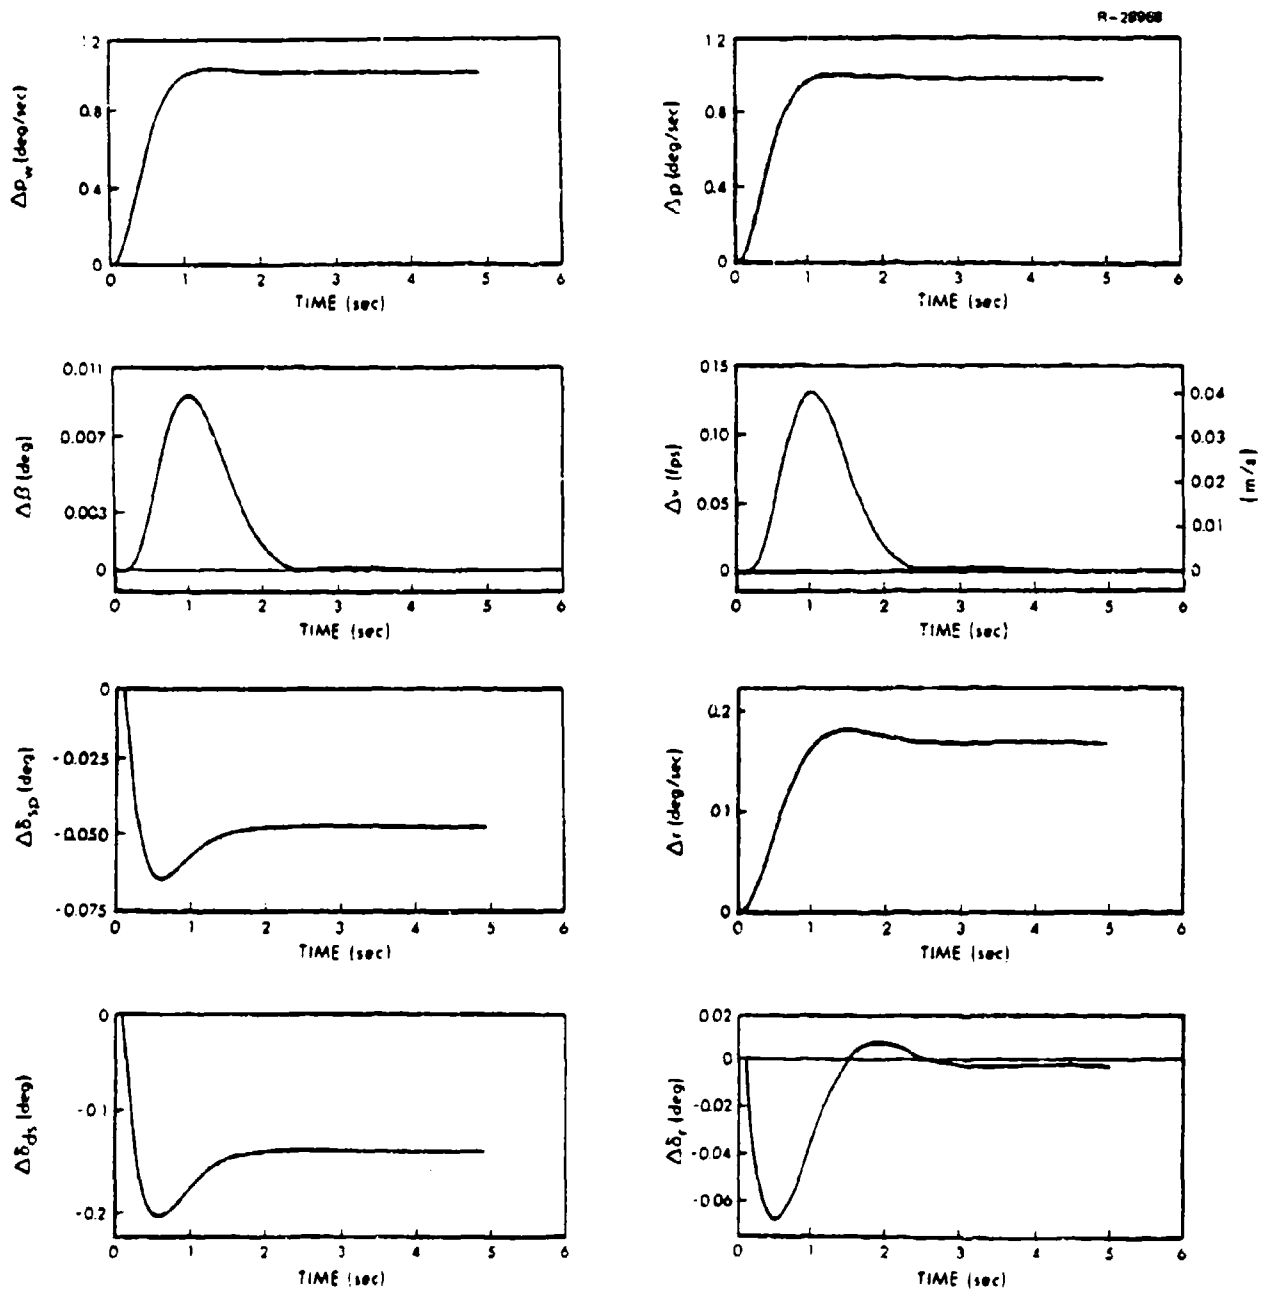 R-28968
1.2
0.8
0.4
0
Δp_w (deg/sec)
0 1 2 3 4 5 6
TIME (sec)
1.2
0.8
0.4
0
Δp (deg/sec)
0 1 2 3 4 5 6
TIME (sec)
0.011
0.007
0.003
0
Δβ (deg)
0 1 2 3 4 5 6
TIME (sec)
0.15
0.10
0.05
0
Δv (fps)
0.04
0.03
0.02
0.01
0
(m/s)
0 1 2 3 4 5 6
TIME (sec)
0
-0.025
-0.050
-0.075
Δδ_sp (deg)
0 1 2 3 4 5 6
TIME (sec)
0.2
0.1
0
Δr (deg/sec)
0 1 2 3 4 5 6
TIME (sec)
0
-0.1
-0.2
Δδ_ds (deg)
0 1 2 3 4 5 6
TIME (sec)
0.02
0
-0.02
-0.04
-0.06
Δδ_r (deg)
0 1 2 3 4 5 6
TIME (sec)